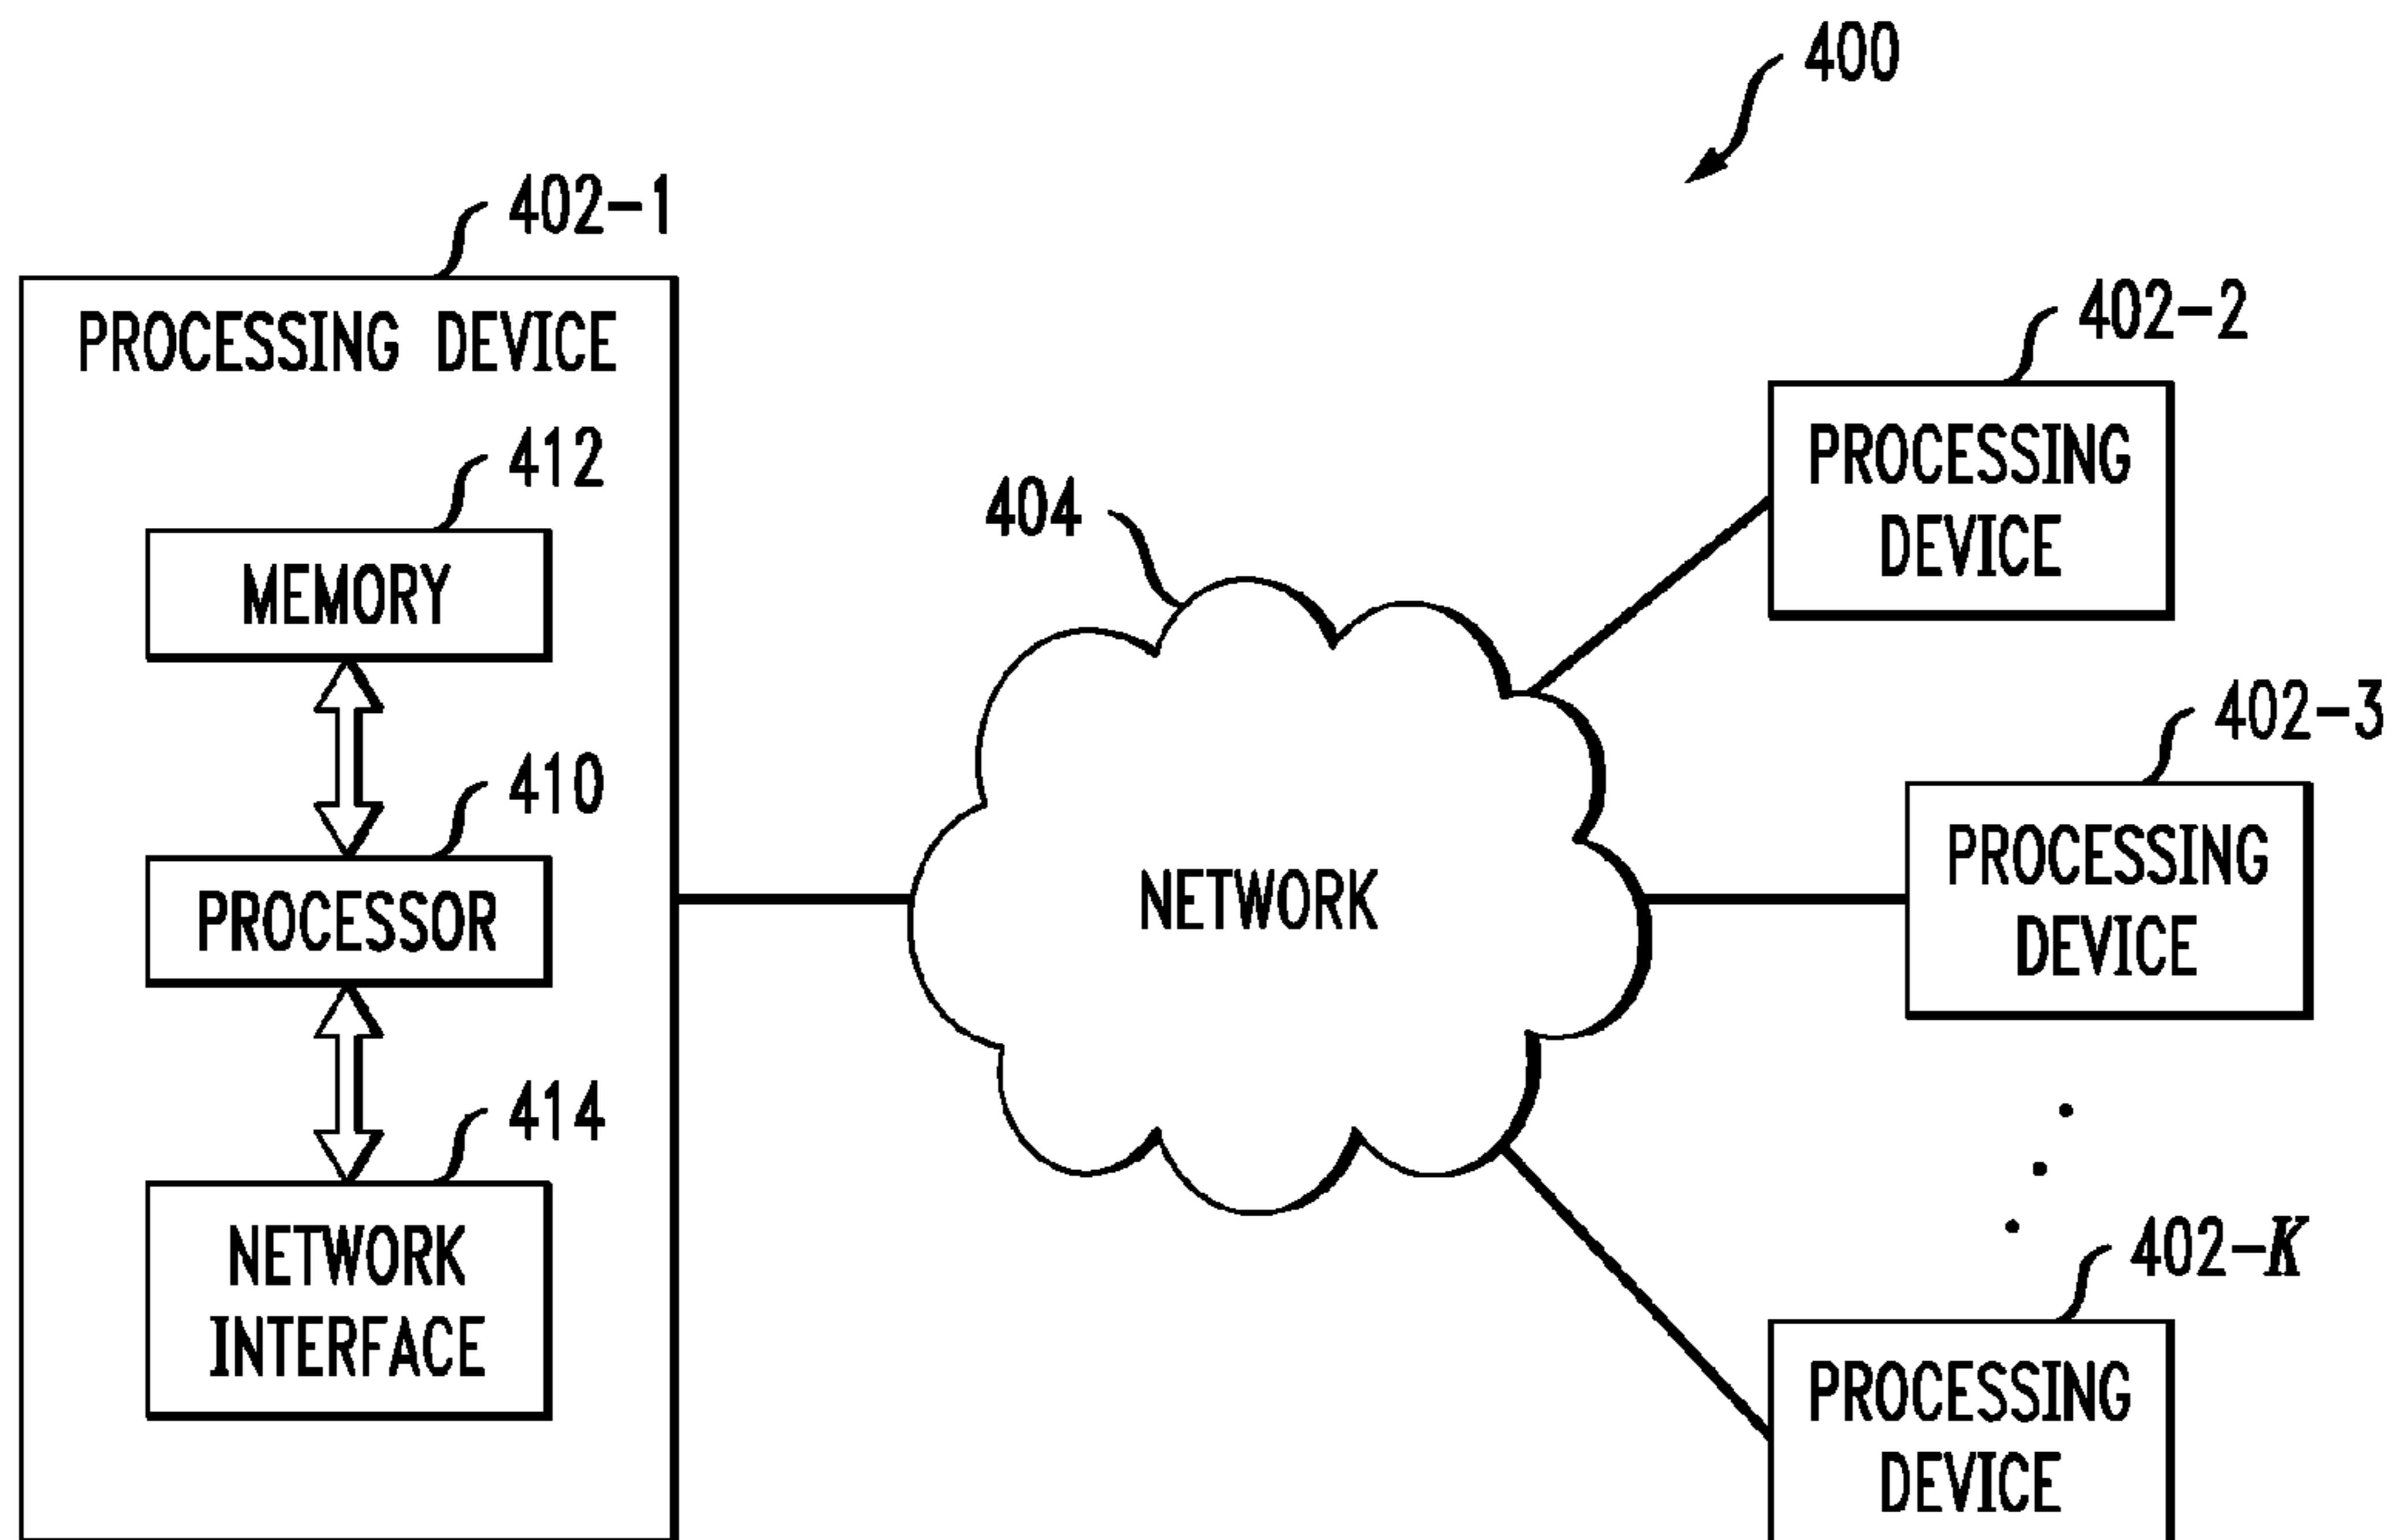 400
402-1
PROCESSING DEVICE
412
MEMORY
410
PROCESSOR
414
NETWORK
INTERFACE
404
NETWORK
402-2
PROCESSING
DEVICE
402-3
PROCESSING
DEVICE
402-K
PROCESSING
DEVICE